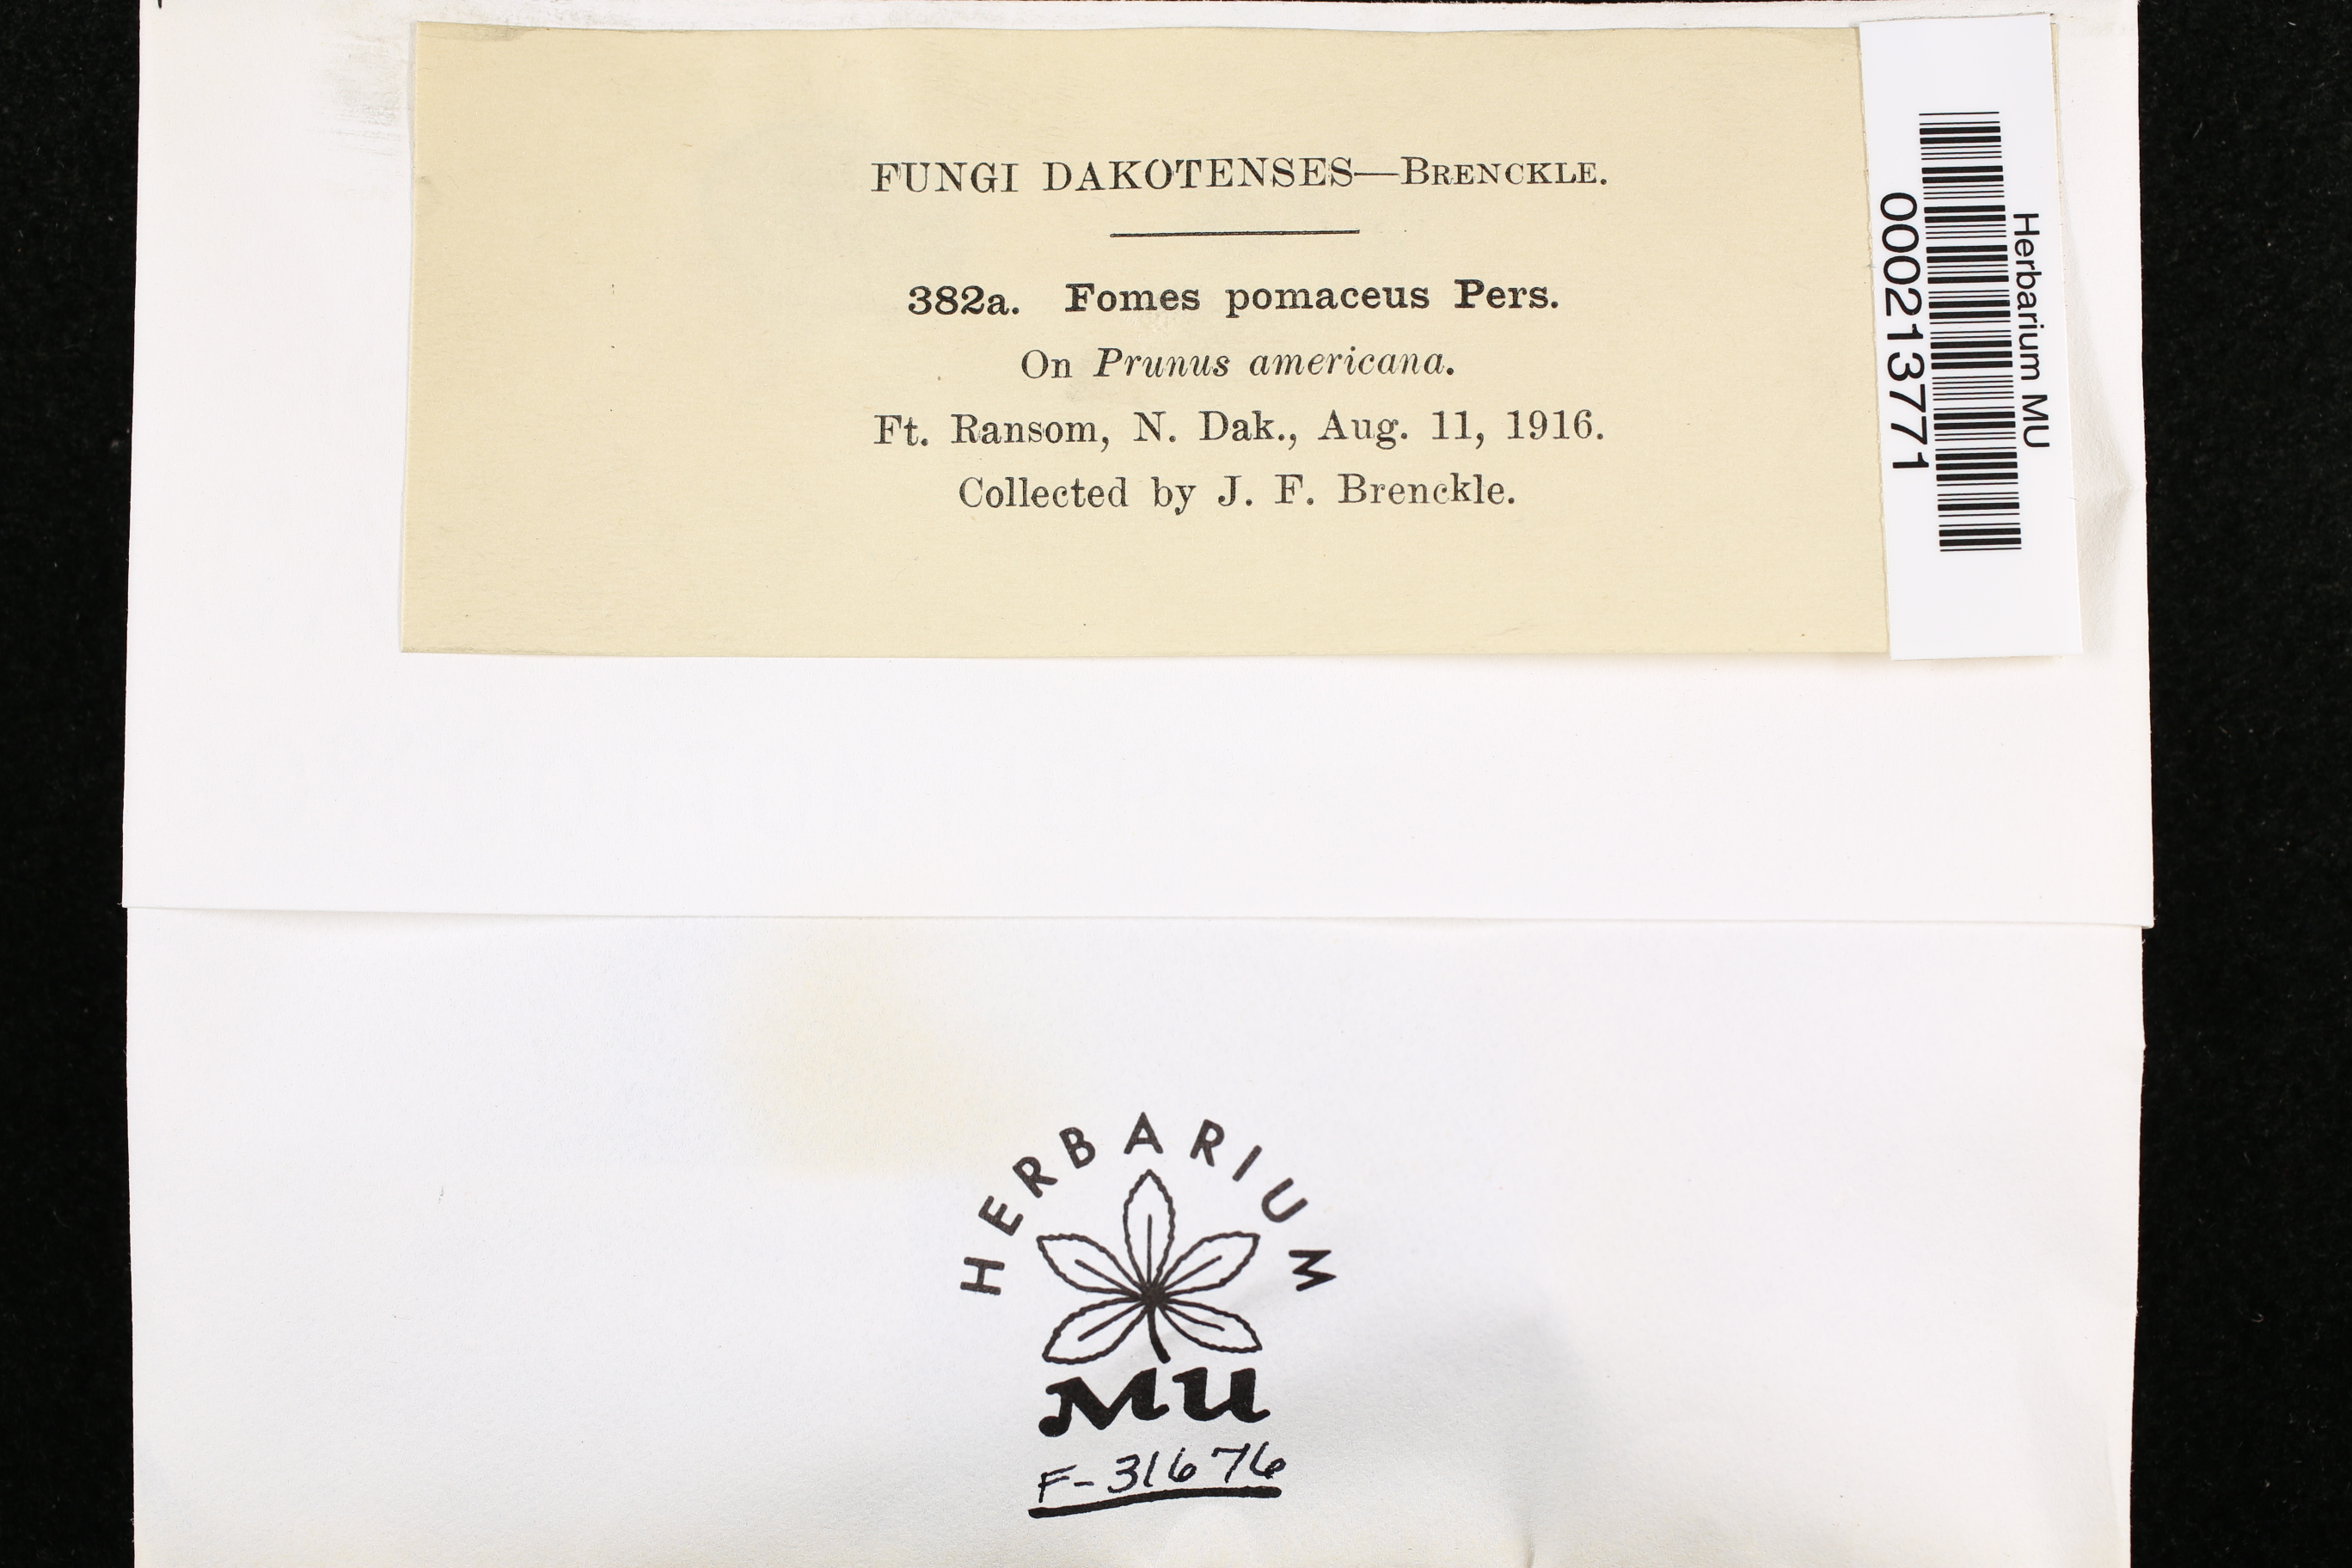 FUNGI DAKOTENSES—BRENCKLE.
382a. Fomes pomaceus Pers.
On Prunus americana.
Ft. Ransom, N. Dak., Aug. 11, 1916.
Collected by J. F. Brenckle.
Herbarium MU
000213771
HERBARIUM
MU
F-31676